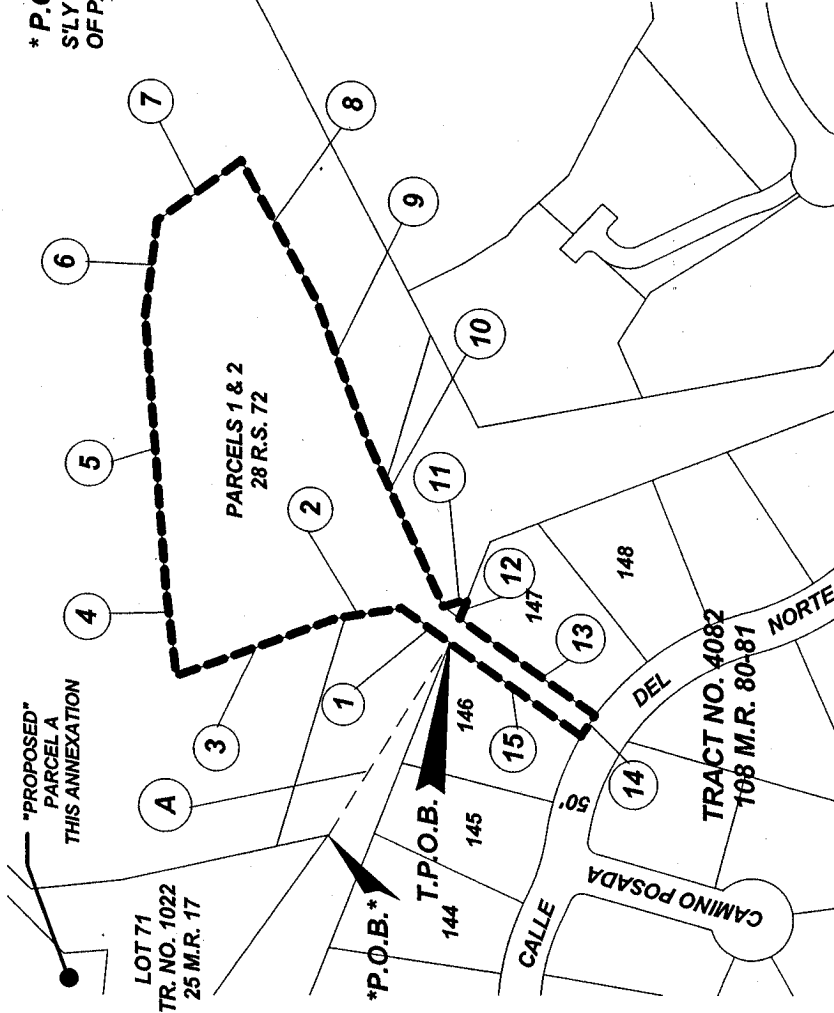 * P.O
S'LY
OF P
7
8
6
9
5
PARCELS 1 & 2
28 R.S. 72
10
2
11
4
12
148
147
"PROPOSED"
PARCEL A
THIS ANNEXATION
1
13
3
DEL
NORTE
146
15
TRACT NO. 4082
108 M.R. 80-81
A
14
T.P.O.B.
50'
145
LOT 71
TR. NO. 1022
25 M.R. 17
*P.O.B.*
144
CALLE
CAMINO POSADA